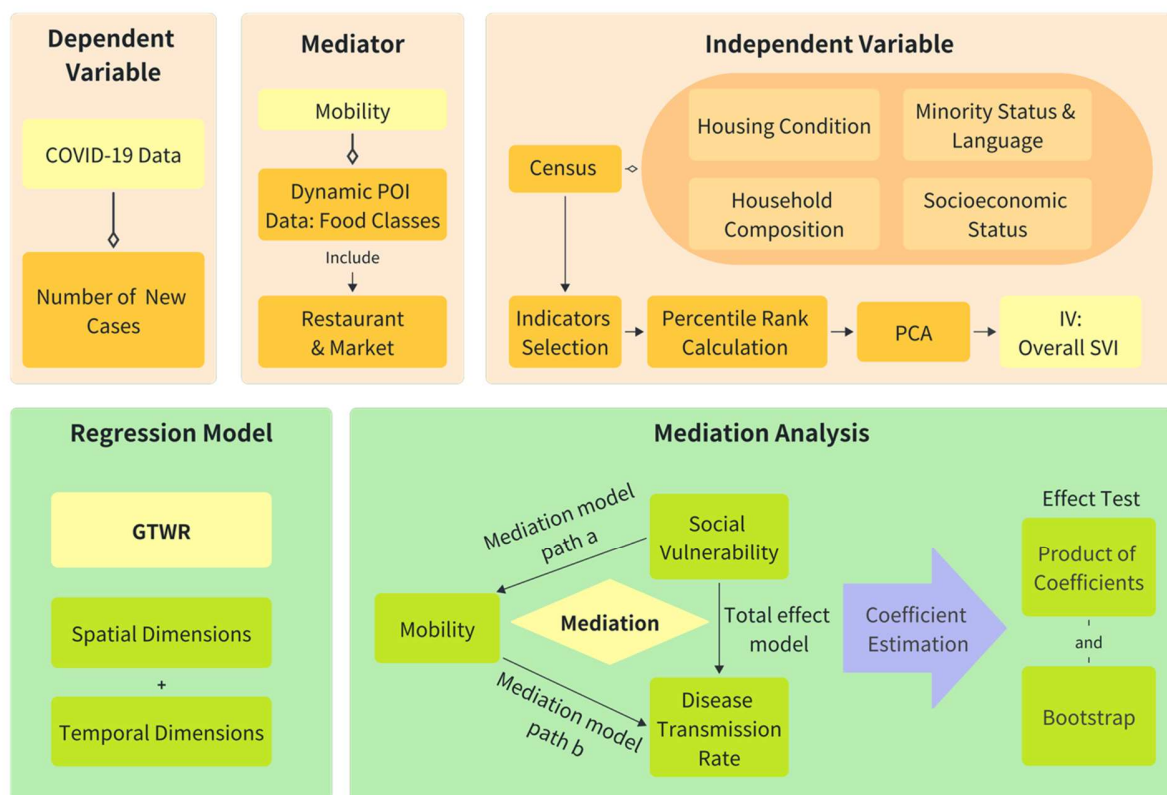 Dependent
Variable
COVID-19 Data
Number of New
Cases
Mediator
Mobility
Dynamic POI
Data: Food Classes
Include
Restaurant
& Market
Independent Variable
Housing Condition
Minority Status &
Language
Census
Household
Composition
Socioeconomic
Status
Indicators
Selection
Percentile Rank
Calculation
PCA
IV:
Overall SVI
Regression Model
GTWR
Spatial Dimensions
+
Temporal Dimensions
Mediation Analysis
Mediation model
path a
Social
Vulnerability
Mobility
Mediation
Total effect
model
Mediation model
path b
Disease
Transmission
Rate
Coefficient
Estimation
Effect Test
Product of
Coefficients
and
Bootstrap